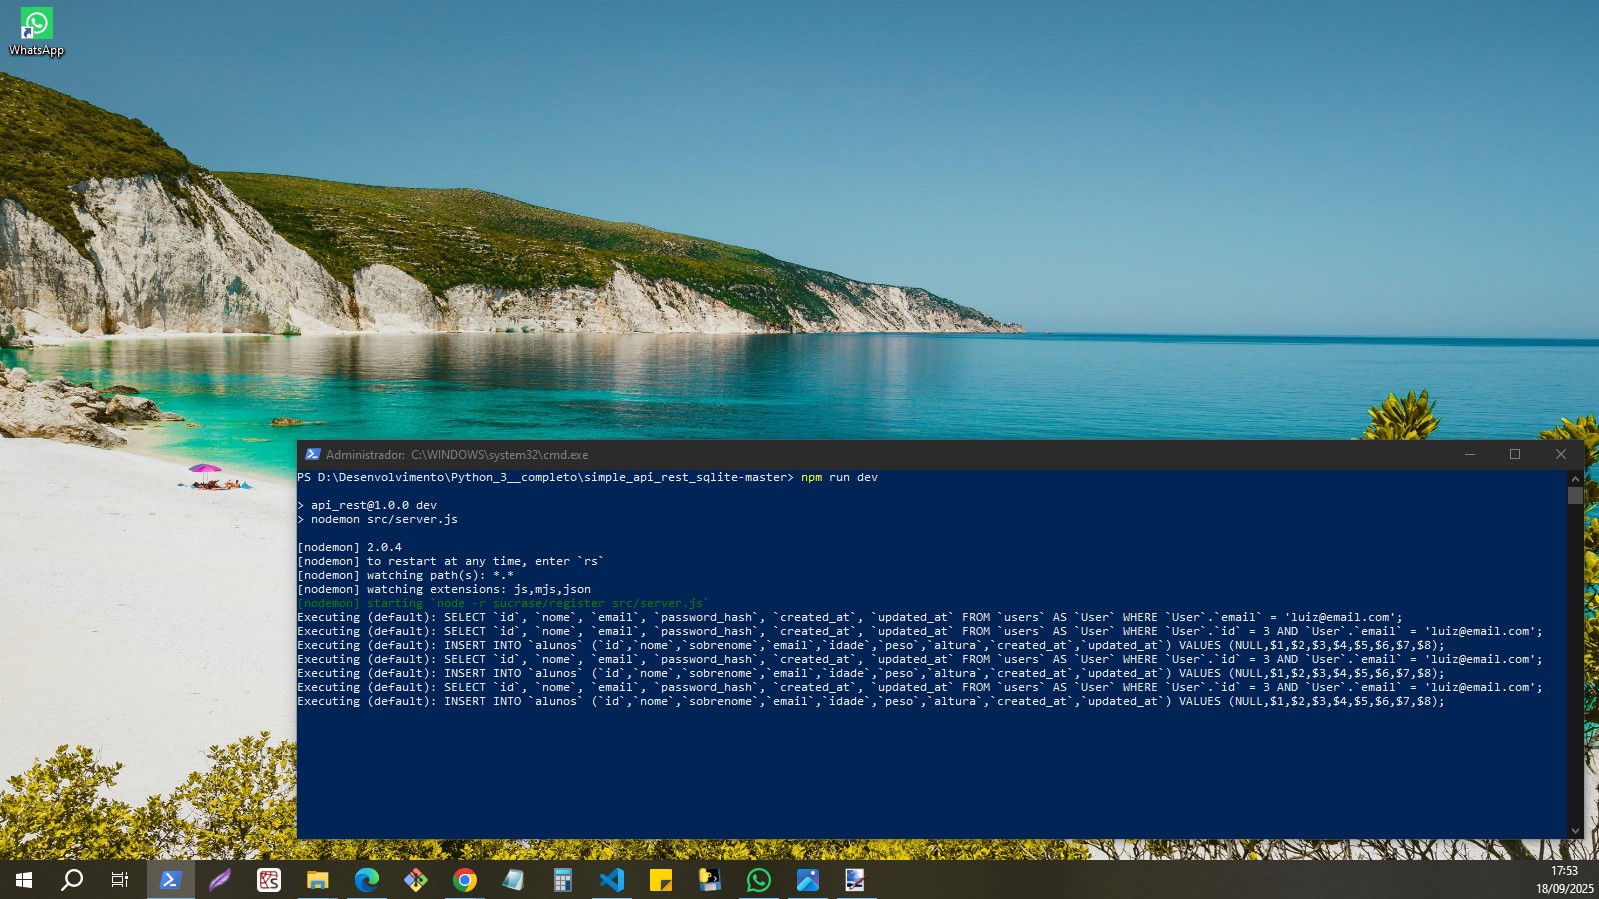 WhatsApp
Administrador: C:\WINDOWS\system32\cmd.exe
PS D:\Desenvolvimento\Python_3__completo\simple_api_rest_sqlite-master> npm run dev
> api_rest@1.0.0 dev
> nodemon src/server.js
[nodemon] 2.0.4
[nodemon] to restart at any time, enter `rs`
[nodemon] watching path(s): *.*
[nodemon] watching extensions: js,mjs,json
[nodemon] starting `node -r sucrase/register src/server.js`
Executing (default): SELECT `id`, `nome`, `email`, `password_hash`, `created_at`, `updated_at` FROM `users` AS `User` WHERE `User`.`email` = 'luiz@email.com';
Executing (default): SELECT `id`, `nome`, `email`, `password_hash`, `created_at`, `updated_at` FROM `users` AS `User` WHERE `User`.`id` = 3 AND `User`.`email` = 'luiz@email.com';
Executing (default): INSERT INTO `alunos` (`id`,`nome`,`sobrenome`,`email`,`idade`,`peso`,`altura`,`created_at`,`updated_at`) VALUES (NULL,$1,$2,$3,$4,$5,$6,$7,$8);
Executing (default): SELECT `id`, `nome`, `email`, `password_hash`, `created_at`, `updated_at` FROM `users` AS `User` WHERE `User`.`id` = 3 AND `User`.`email` = 'luiz@email.com';
Executing (default): INSERT INTO `alunos` (`id`,`nome`,`sobrenome`,`email`,`idade`,`peso`,`altura`,`created_at`,`updated_at`) VALUES (NULL,$1,$2,$3,$4,$5,$6,$7,$8);
Executing (default): SELECT `id`, `nome`, `email`, `password_hash`, `created_at`, `updated_at` FROM `users` AS `User` WHERE `User`.`id` = 3 AND `User`.`email` = 'luiz@email.com';
Executing (default): INSERT INTO `alunos` (`id`,`nome`,`sobrenome`,`email`,`idade`,`peso`,`altura`,`created_at`,`updated_at`) VALUES (NULL,$1,$2,$3,$4,$5,$6,$7,$8);
17:53
18/09/2025